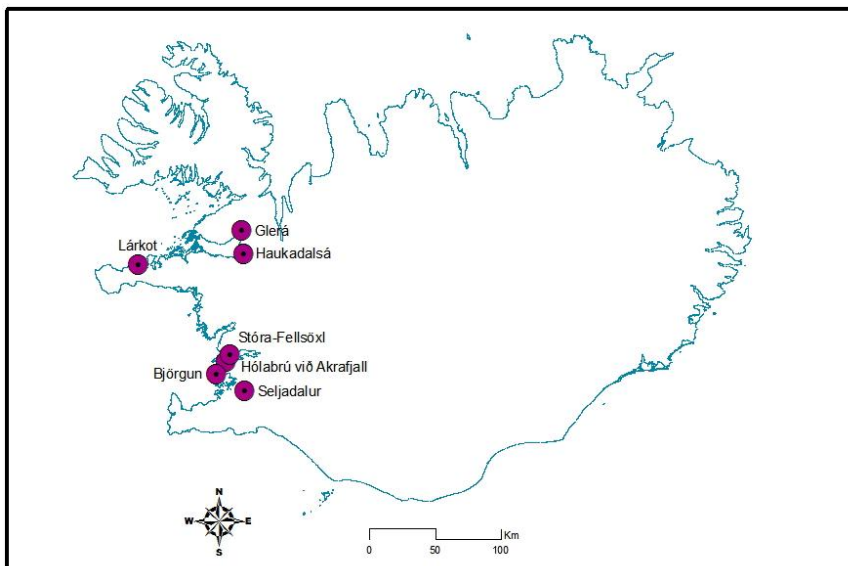 Glerá
Lárkot
Haukadalsá
Stóra-Fellsöxl
Hólabrú við Akrafjall
Björgun
Seljadalur
N
W E
S
Km
0 50 100